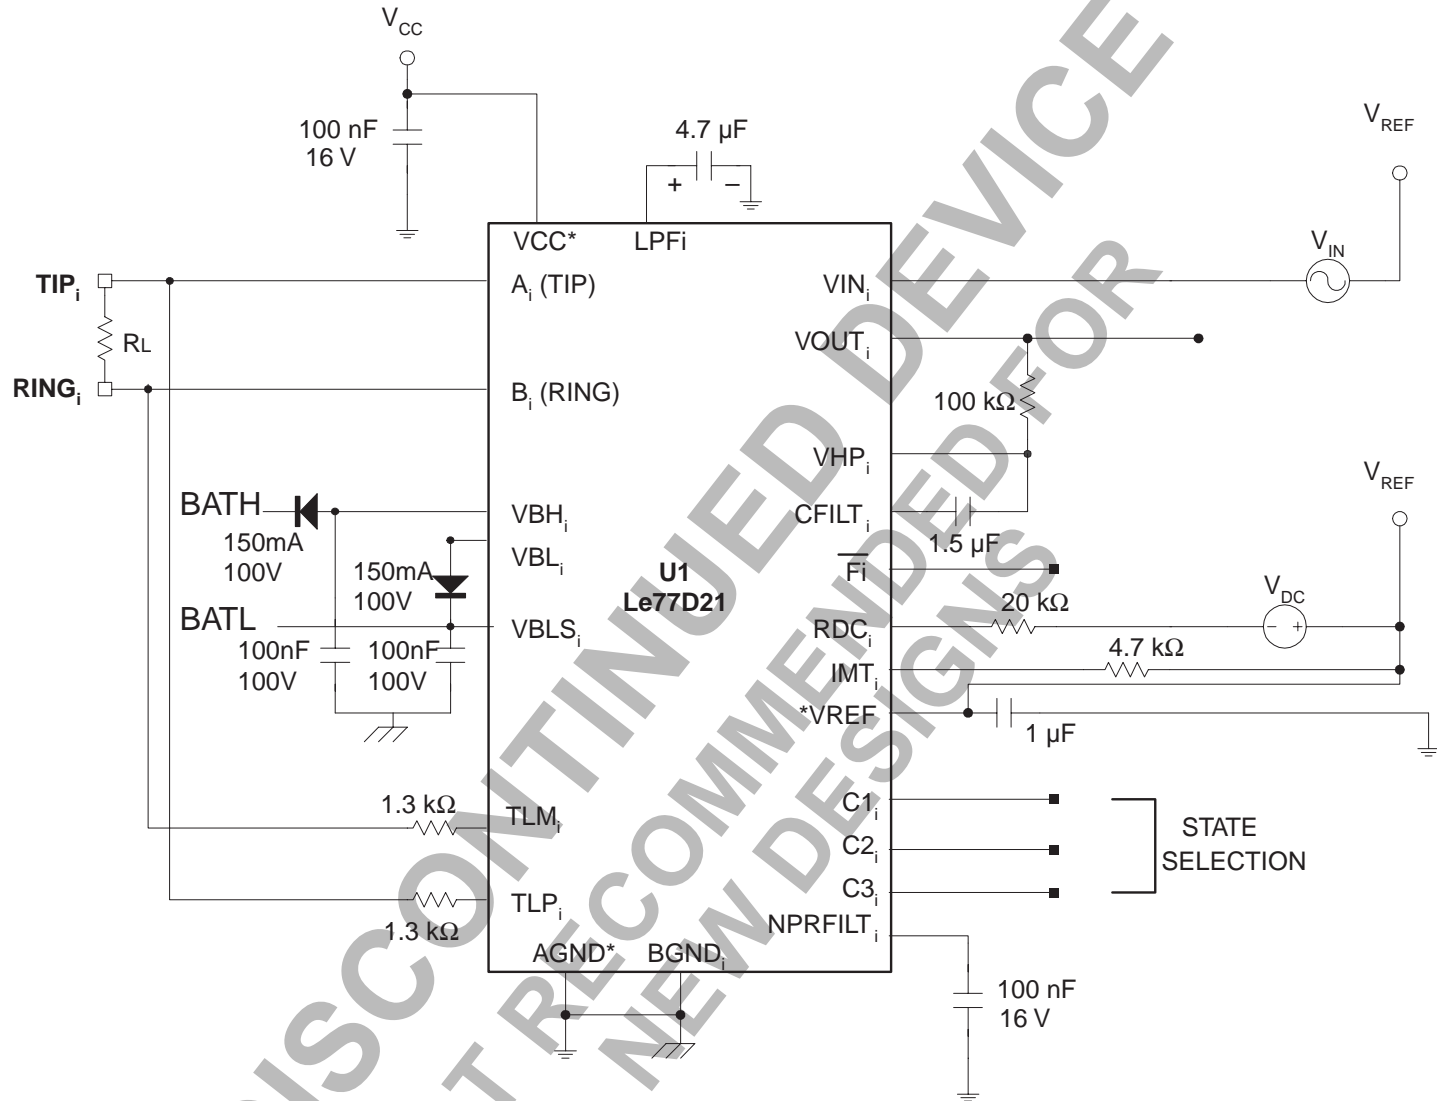 VCC
100 nF
16 V
4.7 µF
+ –
VREF
VCC*
LPFi
VIN
TIPi
Ai (TIP)
VINi
RL
VOUTi
RINGi
Bi (RING)
100 kΩ
VHPi
VREF
BATH
VBHi
CFILTi
150mA
100V
1.5 µF
VBLi
150mA
100V
U1
Le77D21
Fi
VDC
20 kΩ
BATL
VBLSi
RDCi
- +
100nF
100V
100nF
100V
4.7 kΩ
IMTi
*VREF
1 µF
1.3 kΩ
TLMi
C1i
STATE
SELECTION
C2i
C3i
TLPi
1.3 kΩ
NPRFILTi
AGND*
BGNDi
100 nF
16 V
DISCONTINUED DEVICE
T RECOMMENDED FOR
NEW DESIGNS